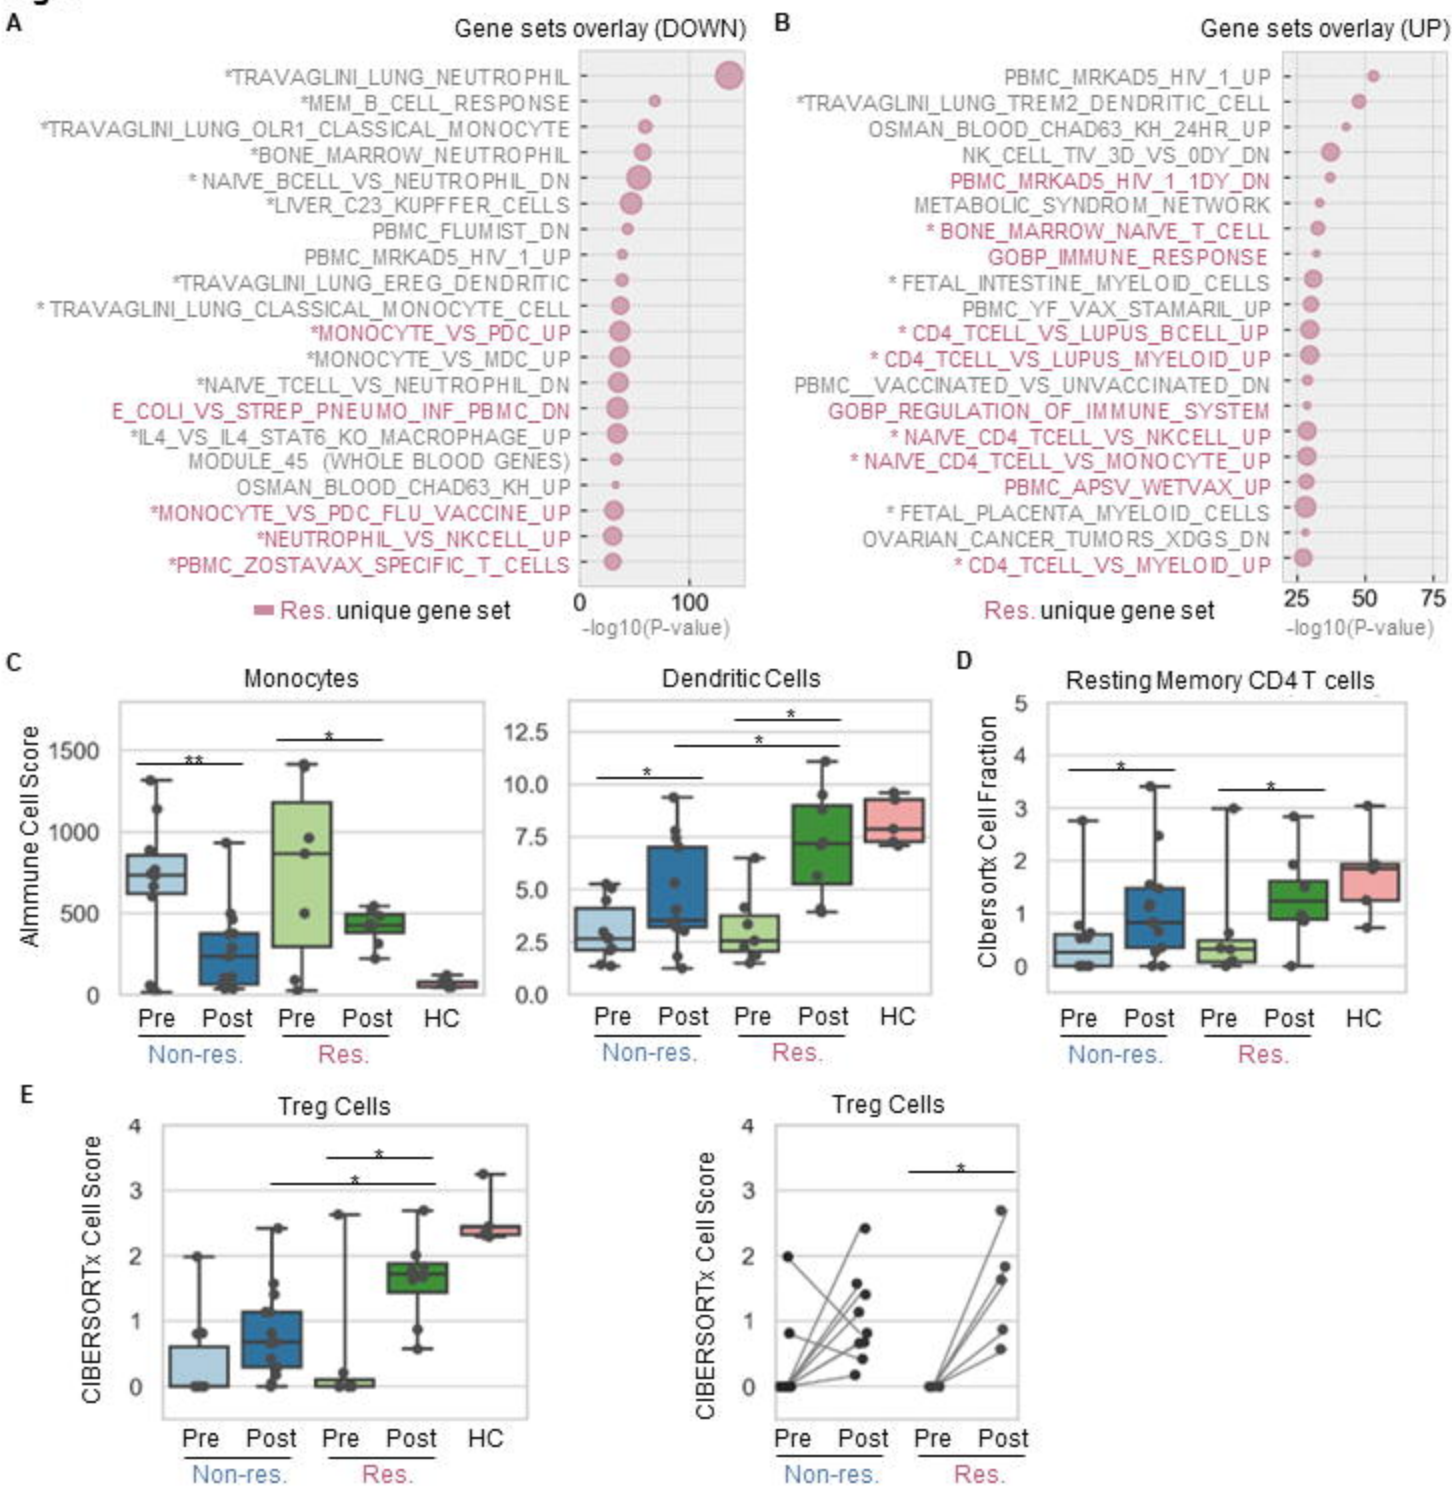 A
Gene sets overlay (DOWN)
*TRAVAGLINI_LUNG_NEUTROPHIL
*MEM_B_CELL_RESPONSE
*TRAVAGLINI_LUNG_OLR1_CLASSICAL_MONOCYTE
*BONE_MARROW_NEUTROPHIL
* NAIVE_BCELL_VS_NEUTROPHIL_DN
*LIVER_C23_KUPFFER_CELLS
PBMC_FLUMIST_DN
PBMC_MRKAD5_HIV_1_UP
*TRAVAGLINI_LUNG_EREG_DENDRITIC
* TRAVAGLINI_LUNG_CLASSICAL_MONOCYTE_CELL
*MONOCYTE_VS_PDC_UP
*MONOCYTE_VS_MDC_UP
*NAIVE_TCELL_VS_NEUTROPHIL_DN
E_COLI_VS_STREP_PNEUMO_INF_PBMC_DN
*IL4_VS_IL4_STAT6_KO_MACROPHAGE_UP
MODULE_45 (WHOLE BLOOD GENES)
OSMAN_BLOOD_CHAD63_KH_UP
*MONOCYTE_VS_PDC_FLU_VACCINE_UP
*NEUTROPHIL_VS_NKCELL_UP
*PBMC_ZOSTAVAX_SPECIFIC_T_CELLS
0 100
Res. unique gene set
-log10(P-value)
B
Gene sets overlay (UP)
PBMC_MRKAD5_HIV_1_UP
*TRAVAGLINI_LUNG_TREM2_DENDRITIC_CELL
OSMAN_BLOOD_CHAD63_KH_24HR_UP
NK_CELL_TIV_3D_VS_0DY_DN
PBMC_MRKAD5_HIV_1_1DY_DN
METABOLIC_SYNDROM_NETWORK
* BONE_MARROW_NAIVE_T_CELL
GOBP_IMMUNE_RESPONSE
* FETAL_INTESTINE_MYELOID_CELLS
PBMC_YF_VAX_STAMARIL_UP
* CD4_TCELL_VS_LUPUS_BCELL_UP
* CD4_TCELL_VS_LUPUS_MYELOID_UP
PBMC__VACCINATED_VS_UNVACCINATED_DN
GOBP_REGULATION_OF_IMMUNE_SYSTEM
* NAIVE_CD4_TCELL_VS_NKCELL_UP
* NAIVE_CD4_TCELL_VS_MONOCYTE_UP
PBMC_APSV_WETVAX_UP
* FETAL_PLACENTA_MYELOID_CELLS
OVARIAN_CANCER_TUMORS_XDGS_DN
* CD4_TCELL_VS_MYELOID_UP
25 50 75
Res. unique gene set
-log10(P-value)
C
Monocytes
AImmune Cell Score
1500
1000
500
0
**
*
Pre Post Pre Post HC
Non-res. Res.
Dendritic Cells
12.5
10.0
7.5
5.0
2.5
0.0
*
*
*
Pre Post Pre Post HC
Non-res. Res.
D
Resting Memory CD4 T cells
CIbersortx Cell Fraction
5
4
3
2
1
0
*
*
Pre Post Pre Post HC
Non-res. Res.
E
Treg Cells
CIBERSORTx Cell Score
4
3
2
1
0
*
*
Pre Post Pre Post HC
Non-res. Res.
Treg Cells
CIBERSORTx Cell Score
4
3
2
1
0
*
Pre Post Pre Post
Non-res. Res.